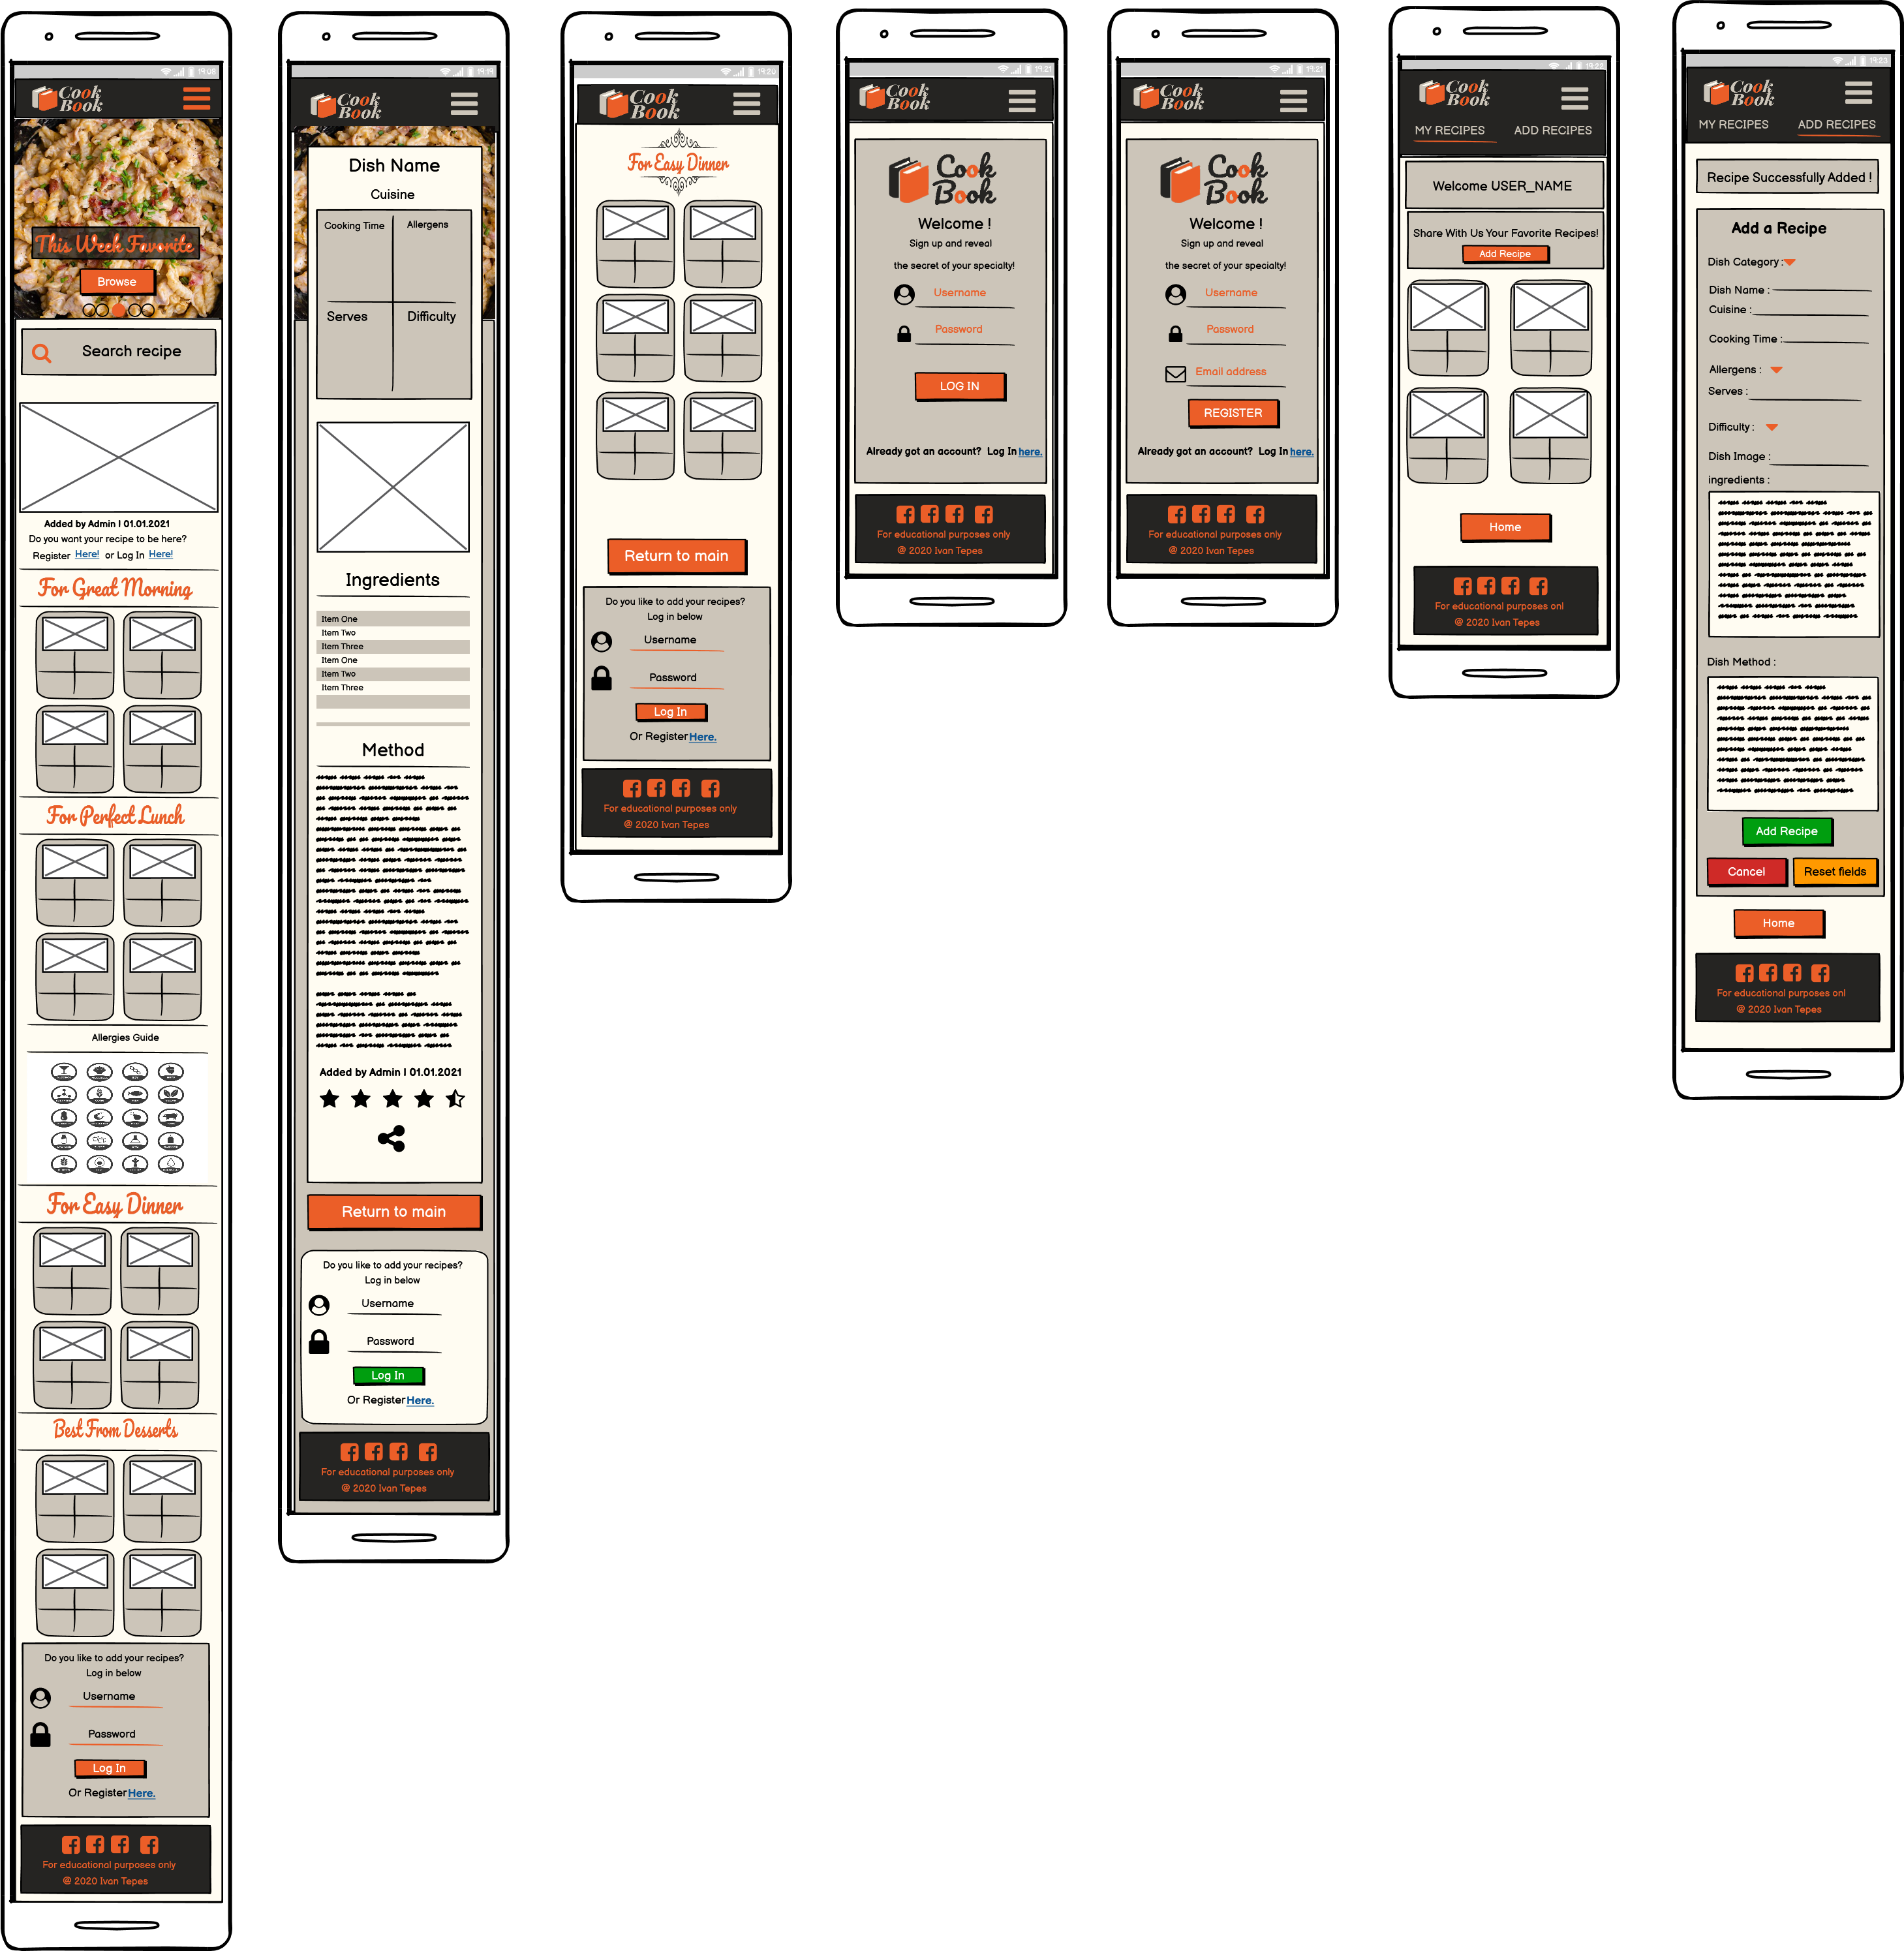 19:08
Cook
Book
This Week Favorite
Browse
Search recipe
Added by Admin | 01.01.2021
Do you want your recipe to be here?
Register Here! or Log In Here!
For Great Morning
For Perfect Lunch
Allergies Guide
For Easy Dinner
Best From Desserts
Do you like to add your recipes?
Log in below
Username
Password
Log In
Or Register Here.
For educational purposes only
@ 2020 Ivan Tepes
19:19
Cook
Book
Dish Name
Cuisine
Cooking Time
Allergens
Serves
Difficulty
Ingredients
Item One
Item Two
Item Three
Item One
Item Two
Item Three
Method
Added by Admin | 01.01.2021
Return to main
Do you like to add your recipes?
Log in below
Username
Password
Log In
Or Register Here.
For educational purposes only
@ 2020 Ivan Tepes
19:20
Cook
Book
For Easy Dinner
Return to main
Do you like to add your recipes?
Log in below
Username
Password
Log In
Or Register Here.
For educational purposes only
@ 2020 Ivan Tepes
19:21
Cook
Book
Cook
Book
Welcome !
Sign up and reveal
the secret of your specialty!
Username
Password
LOG IN
Already got an account? Log In here.
For educational purposes only
@ 2020 Ivan Tepes
19:21
Cook
Book
Cook
Book
Welcome !
Sign up and reveal
the secret of your specialty!
Username
Password
Email address
REGISTER
Already got an account? Log In here.
For educational purposes only
@ 2020 Ivan Tepes
Cook
Book
MY RECIPES
ADD RECIPES
Welcome USER_NAME
Share With Us Your Favorite Recipes!
Add Recipe
Home
For educational purposes onl
@ 2020 Ivan Tepes
19:23
Cook
Book
MY RECIPES
ADD RECIPES
Recipe Successfully Added !
Add a Recipe
Dish Category :
Dish Name :
Cuisine :
Cooking Time :
Allergens :
Serves :
Difficulty :
Dish Image :
ingredients :
Dish Method :
Add Recipe
Cancel
Reset fields
Home
For educational purposes onl
@ 2020 Ivan Tepes